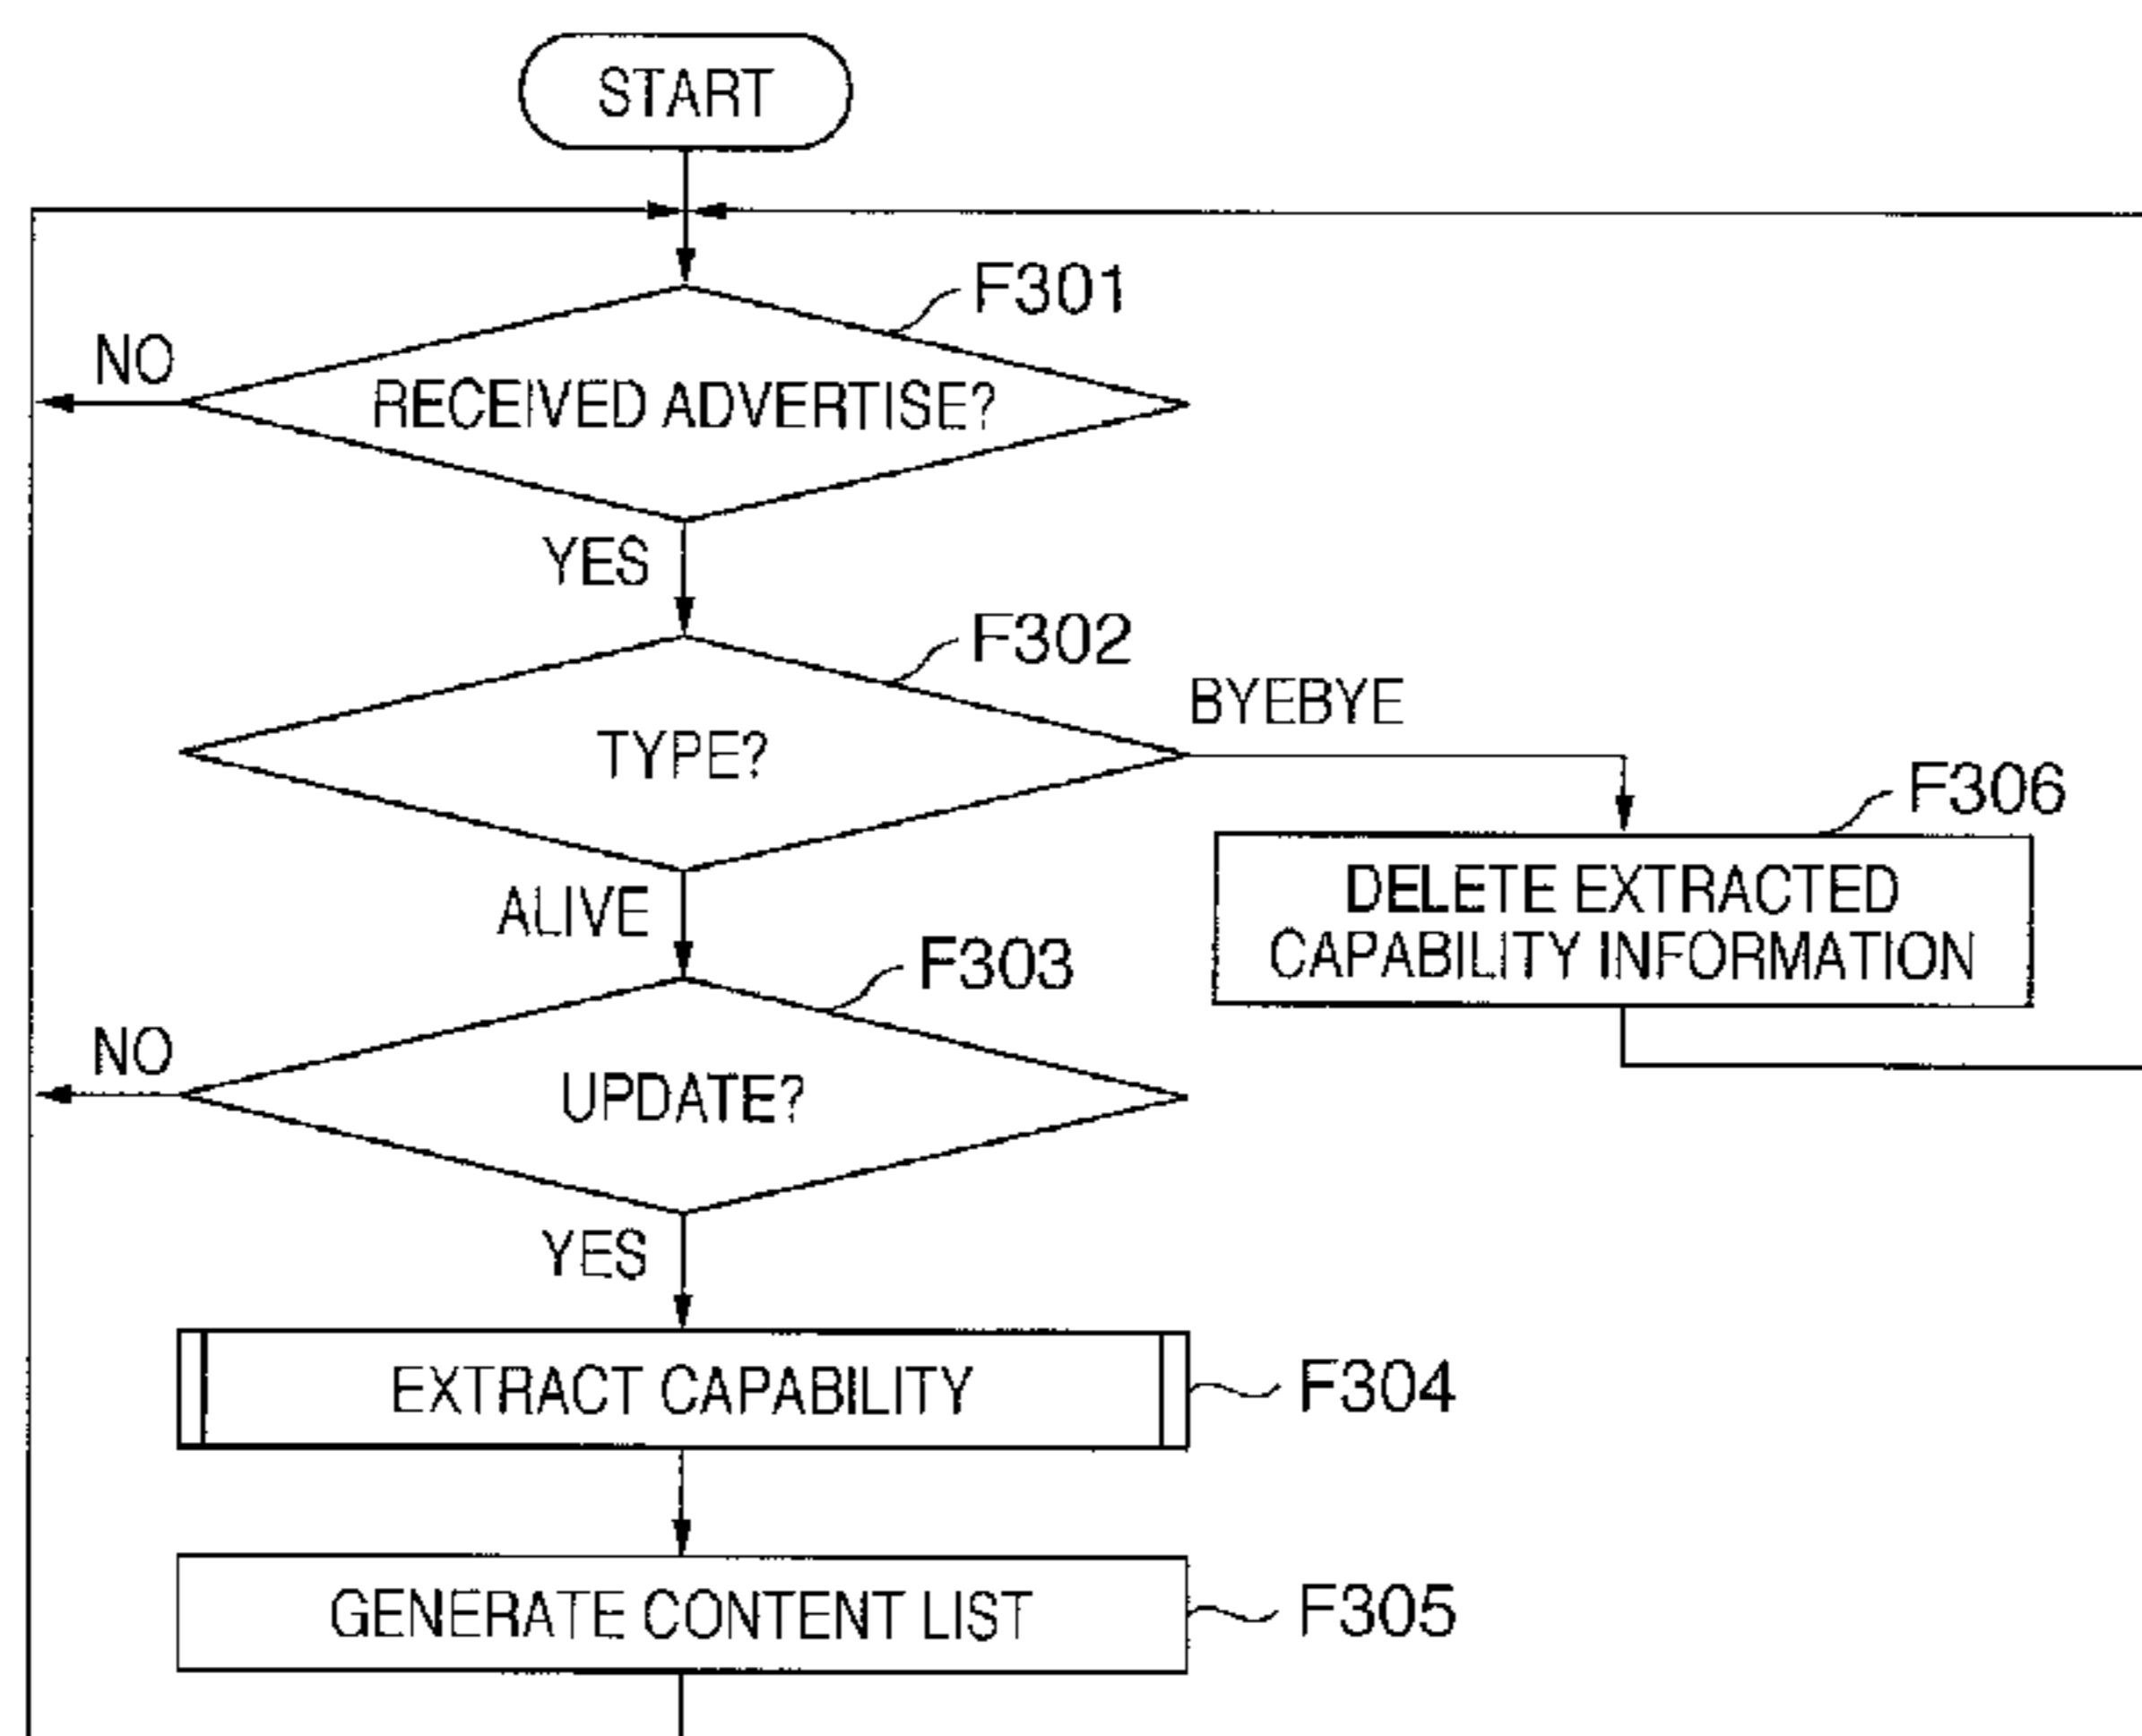 START
F301
NO
RECEIVED ADVERTISE?
YES
F302
BYEBYE
TYPE?
F306
DELETE EXTRACTED
CAPABILITY INFORMATION
ALIVE
F303
NO
UPDATE?
YES
EXTRACT CAPABILITY
F304
GENERATE CONTENT LIST
F305